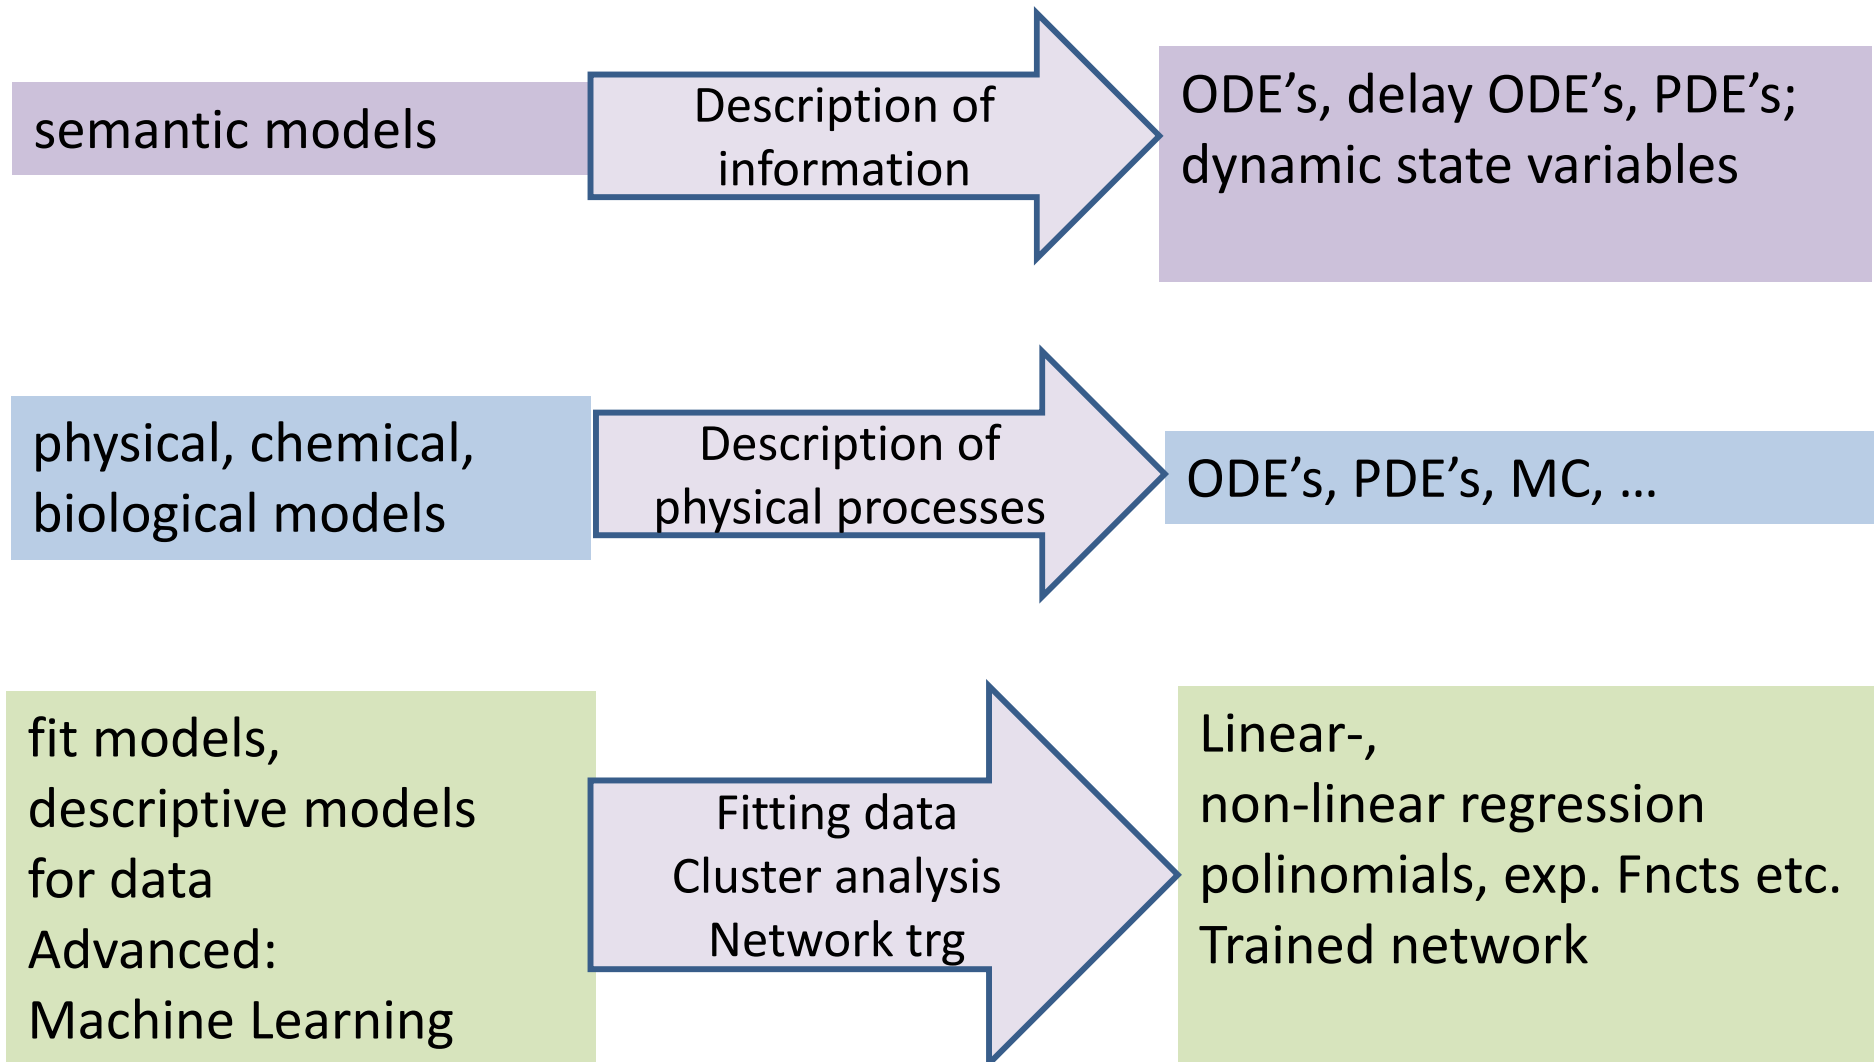 semantic models
Description of
information
ODE’s, delay ODE’s, PDE’s;
dynamic state variables
physical, chemical,
biological models
Description of
physical processes
ODE’s, PDE’s, MC, …
fit models,
descriptive models
for data
Advanced:
Machine Learning
Fitting data
Cluster analysis
Network trg
Linear-,
non-linear regression
polinomials, exp. Fncts etc.
Trained network